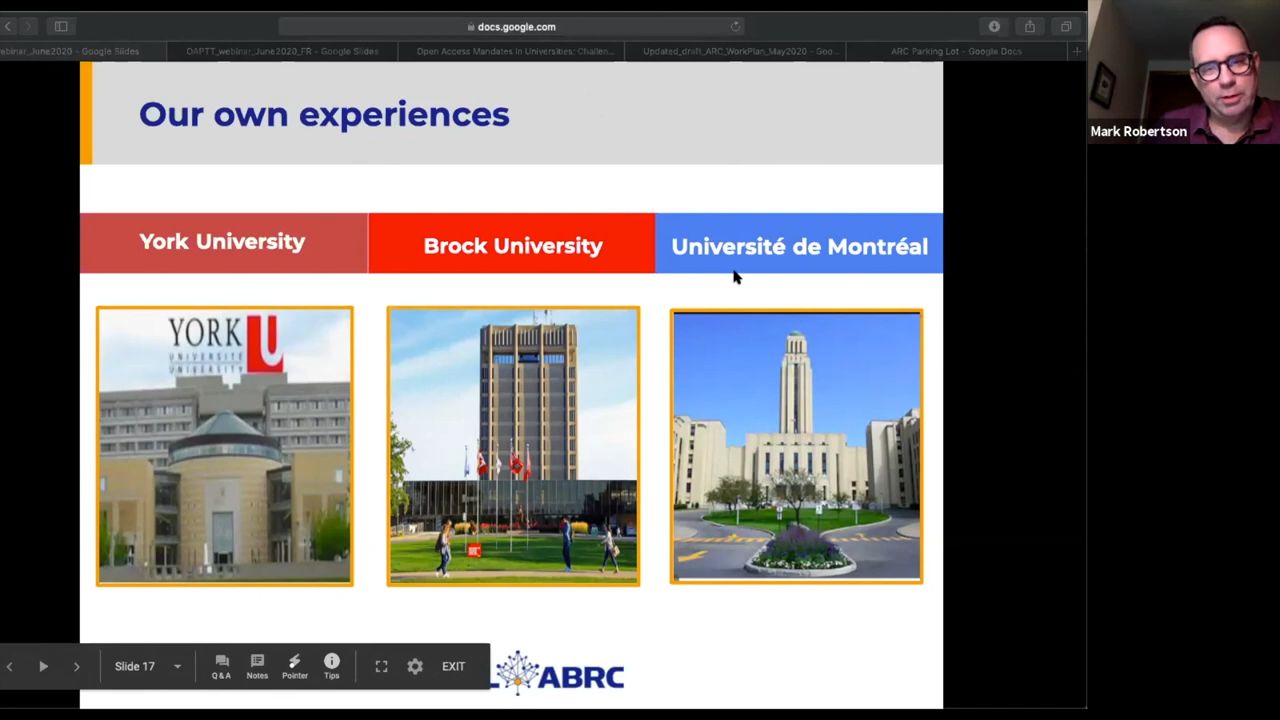 docs.google.com
ebinar_June2020 - Google Slides
DAPTT_webinar_June2020_FR - Google Slides
Open Access Mandates in Universities: Challen...
Updated_draft_ARC_WorkPlan_May2020 - Goo...
ARC Parking Lot - Google Docs
Mark Robertson
Our own experiences
York University
Brock University
Université de Montréal
YORK U
UNIVERSITÉ
UNIVERSITY
Slide 17
Q & A
Notes
Pointer
Tips
EXIT
L ABRC